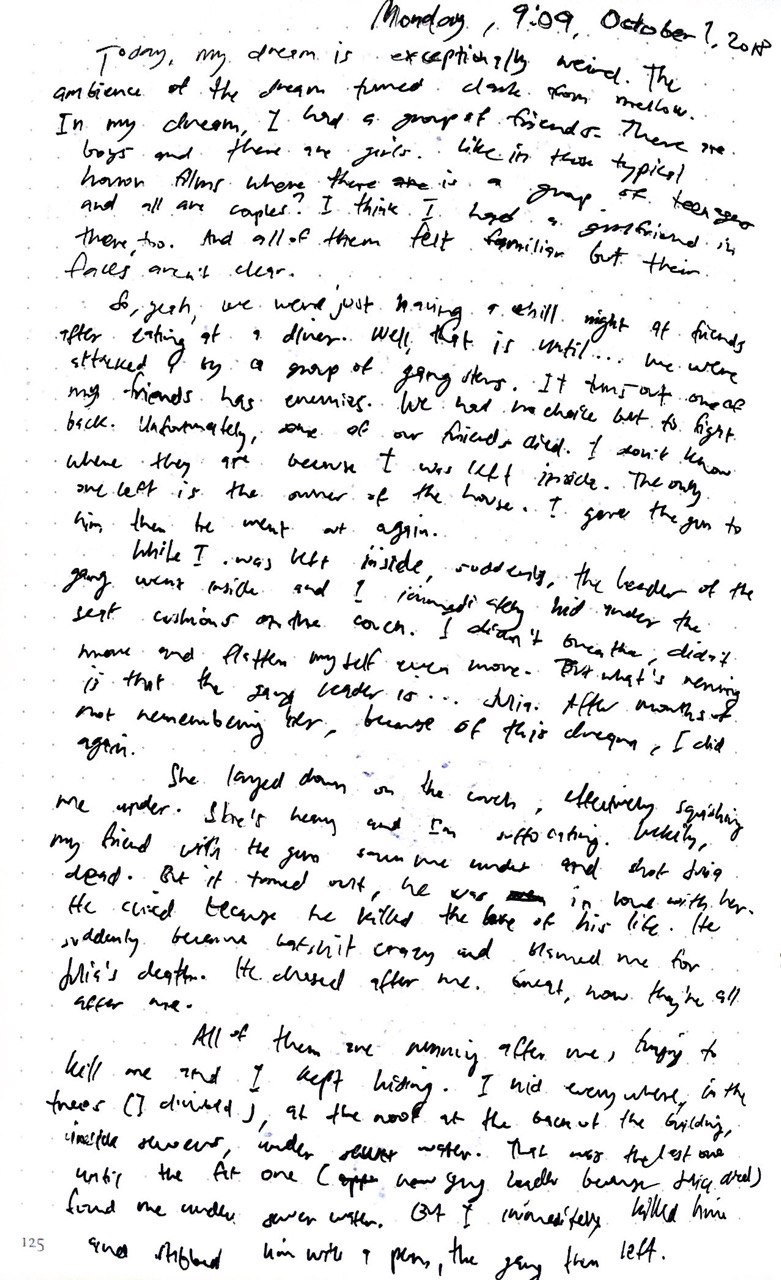 Monday, 9:09, October 1, 2018
Today, my dream is exceptionally weird. The
ambience of the dream turned dark from mellow.
In my dream, I had a group of friends. There are
boys and there are girls. Like in those typical
horror films where there are is a group of teenagers
and all are couples? I think I had a girlfriend in
there, too. And all of them felt familiar but their
faces aren't clear.
So, yeah, we were just having a chill night at friends
after eating at a diner. Well, that is until... we were
attacked by a group of gangsters. It turns out one of
my friends has enemies. We had no choice but to fight
back. Unfortunately, some of our friends died. I don't know
where they are because I was left inside. The only
one left is the owner of the house. I gave the gun to
him then he went out again.
While I was left inside, suddenly, the leader of the
gang went inside and I immediately hid under the
seat cushions on the couch. I didn't breathe, didn't
move and flatten myself even more. But what's
is that the gang leader is... Julia. After months of
not remembering her, because of this dream, I did
again.
She layed down on the couch, effectively squishing
me under. She's heavy and I'm suffocating. Luckily,
my friend with the gun saw me under and shot Julia
dead. But it turned out, he was in love with her.
He cried because he killed the love of his life. He
suddenly became batshit crazy and blamed me for
Julia's death. He chased after me. Great, now they're all
after me.
All of them are running after me, trying to
kill me and I kept hiding. I hid everywhere, in the
trees (I climbed), at the roof at the back of the building,
inside sewers, under sewer water. That was the last one
until the fat one (new gang leader because Julia died)
found me under sewer water. But I immediately killed him
and stabbed him with a pen, the gang then left.
125